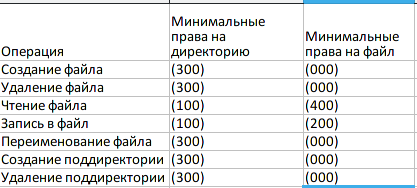 Операция Минимальные права на директорию Минимальные права на файл
Создание файла (300) (000)
Удаление файла (300) (000)
Чтение файла (100) (400)
Запись в файл (100) (200)
Переименование файла (300) (000)
Создание поддиректории (300) (000)
Удаление поддиректории (300) (000)